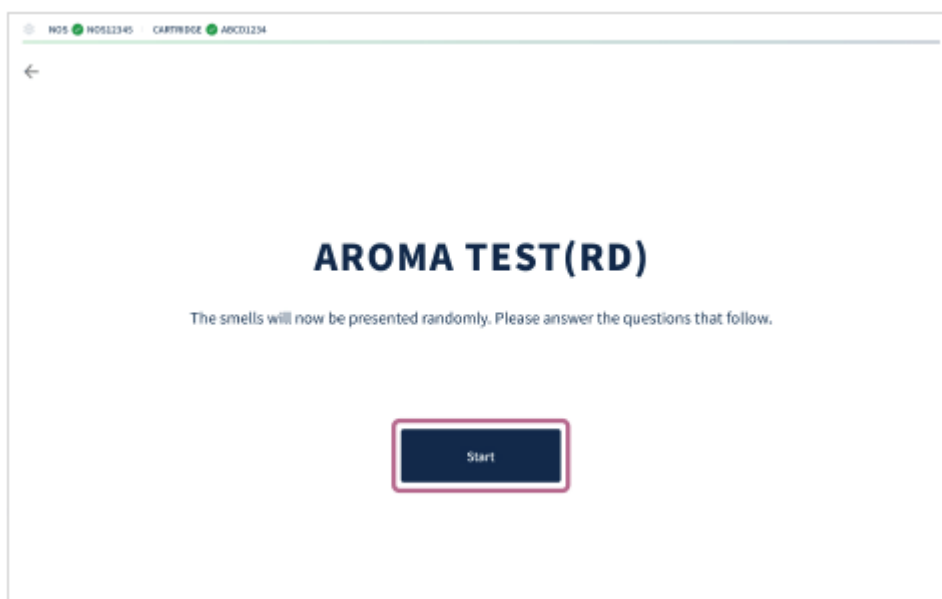 NOS NOS12345 CARTRIDGE ABCD1234
AROMA TEST(RD)
The smells will now be presented randomly. Please answer the questions that follow.
Start